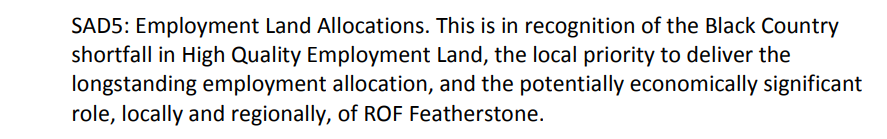 SAD5: Employment Land Allocations. This is in recognition of the Black Country
shortfall in High Quality Employment Land, the local priority to deliver the
longstanding employment allocation, and the potentially economically significant
role, locally and regionally, of ROF Featherstone.